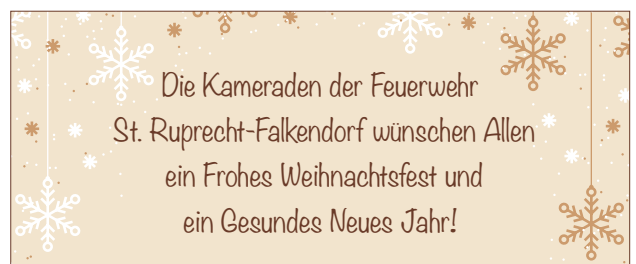 Die Kameraden der Feuerwehr
St. Ruprecht-Falkendorf wünschen Allen
ein Frohes Weihnachtsfest und
ein Gesundes Neues Jahr!